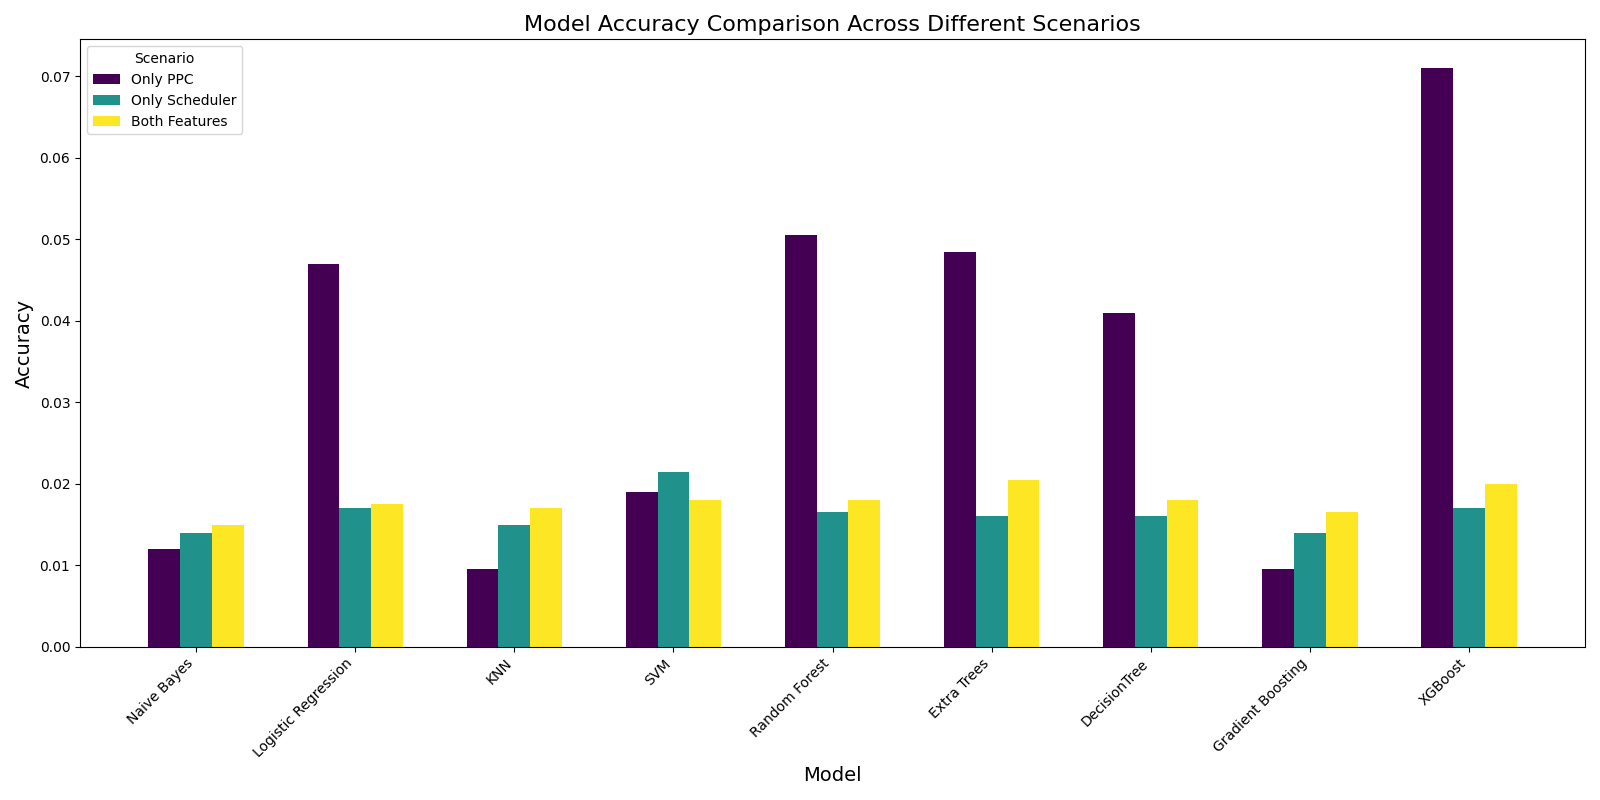 Model Accuracy Comparison Across Different Scenarios
Scenario
Only PPC
Only Scheduler
Both Features
0.07
0.06
0.05
0.04
0.03
0.02
0.01
0.00
Accuracy
Naive Bayes
Logistic Regression
KNN
SVM
Random Forest
Extra Trees
DecisionTree
Gradient Boosting
XGBoost
Model